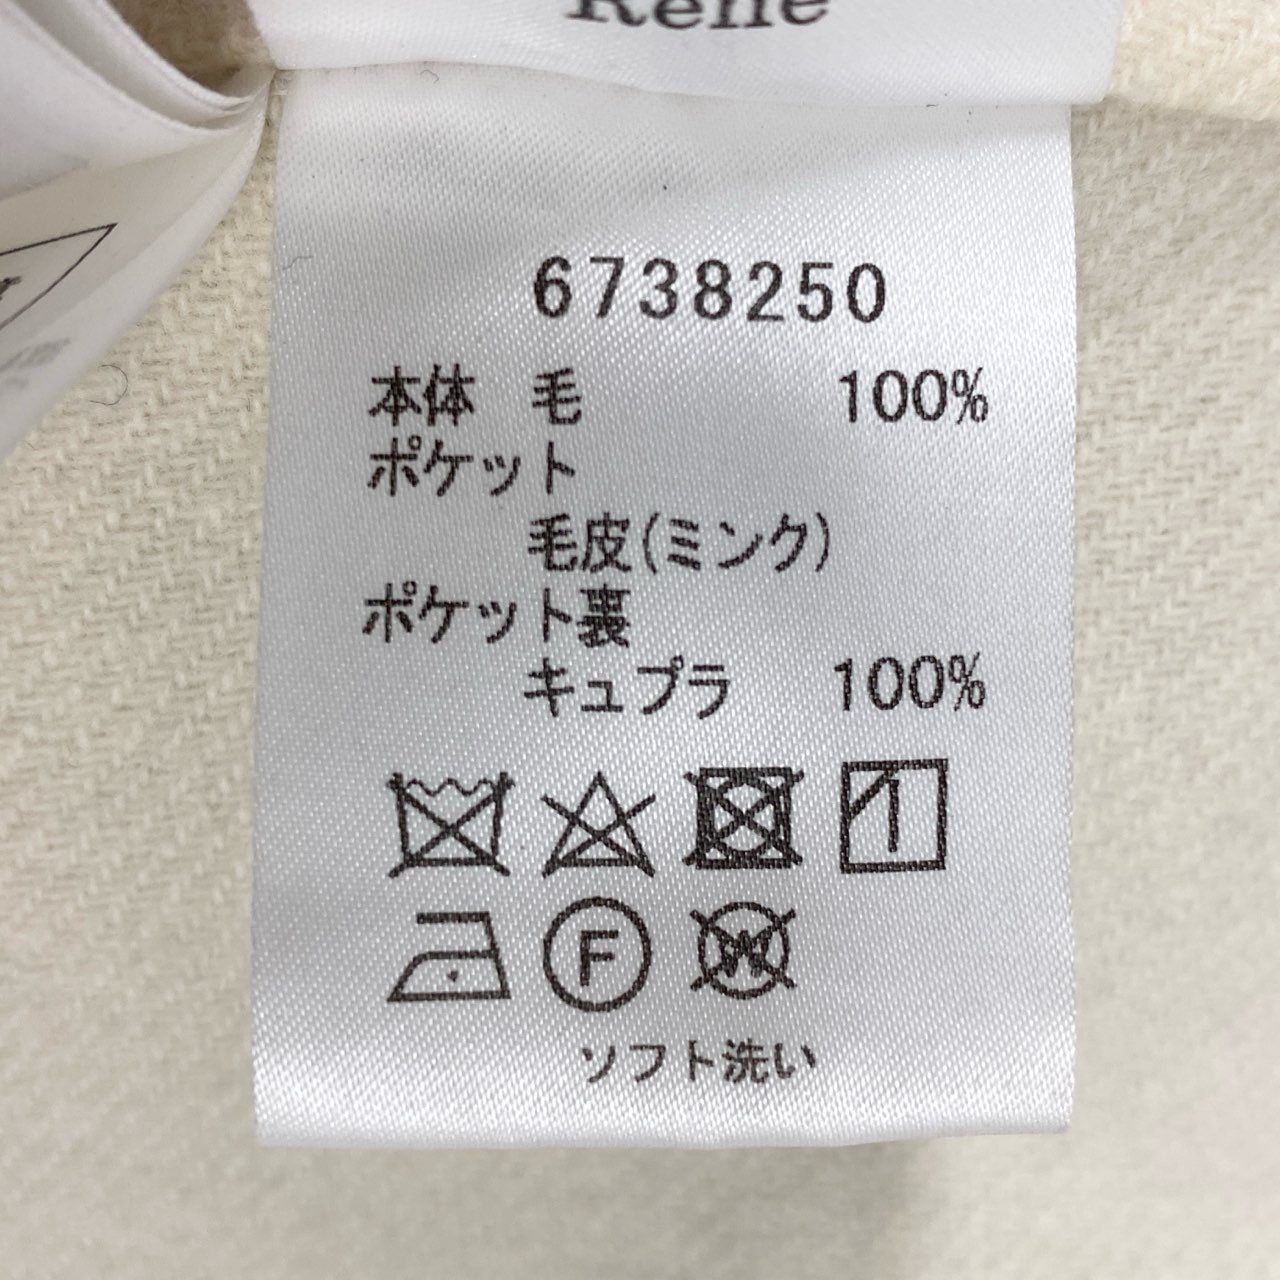 René
6738250
本体 毛 100%
ポケット
毛皮(ミンク)
ポケット裏
キュプラ 100%
F
W
ソフト洗い